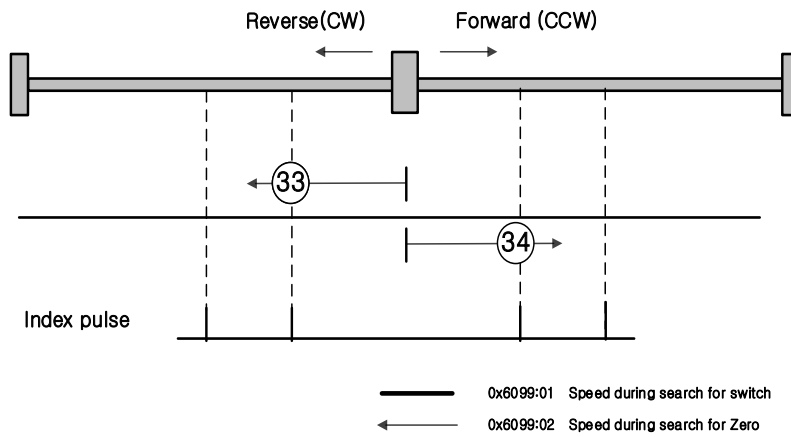 Reverse(CW) Forward (CCW)
33
34
Index pulse
0x6099:01 Speed during search for switch
0x6099:02 Speed during search for Zero